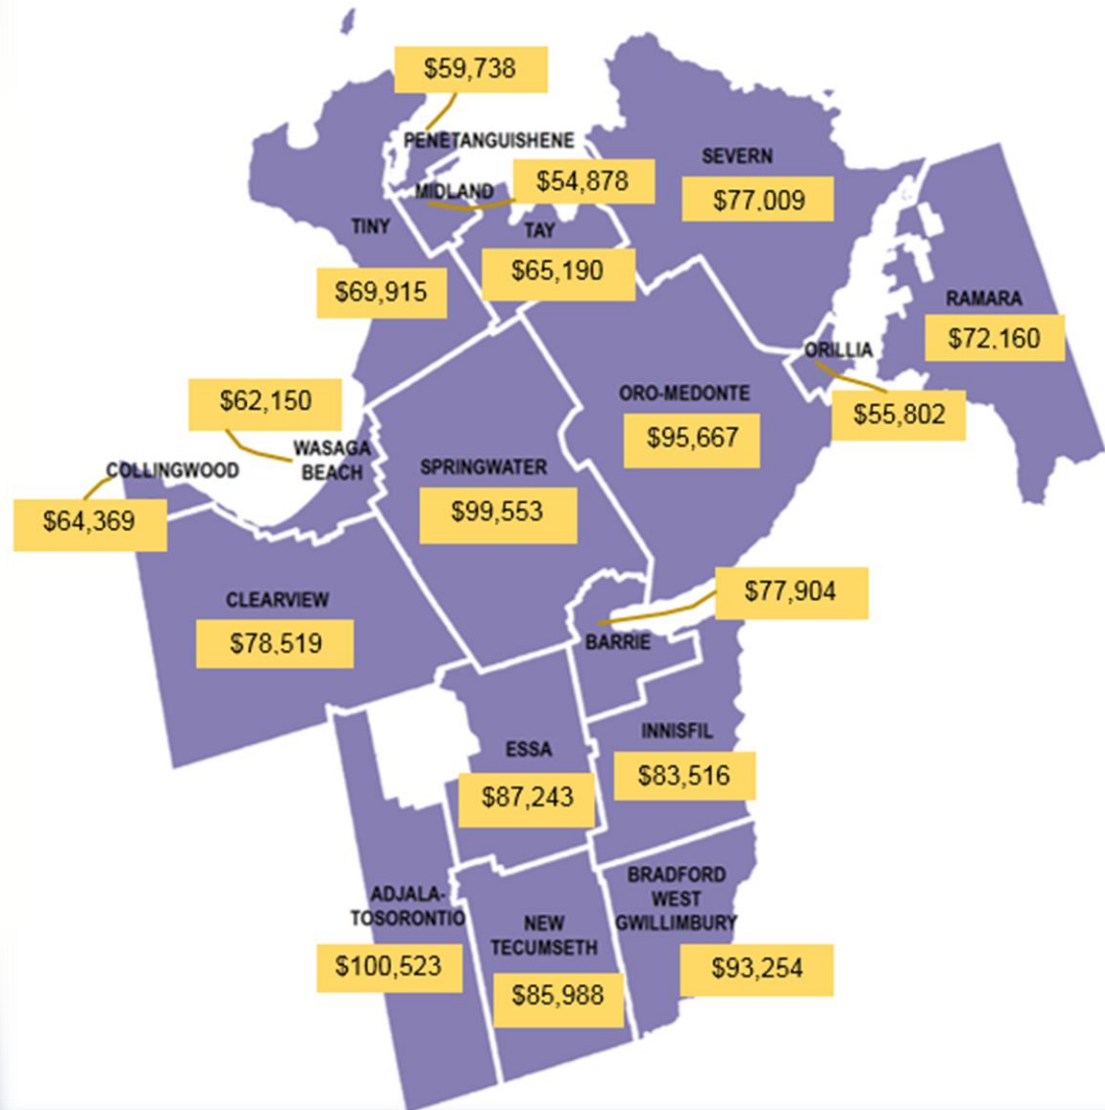 $59,738
PENETANGUISHENE
SEVERN
$77.009
MIDLAND
$54,878
TINY
TAY
$65,190
$69,915
RAMARA
$72.160
ORILLIA
$55,802
ORO-MEDONTE
$95,667
$62,150
WASAGA
BEACH
COLLINGWOOD
$64,369
SPRINGWATER
$99,553
CLEARVIEW
$78.519
$77,904
BARRIE
INNISFIL
$83,516
ESSA
$87,243
ADJALA-
TOSORONTIO
$100,523
NEW
TECUMSETH
$85,988
BRADFORD
WEST
GWILLIMBURY
$93,254